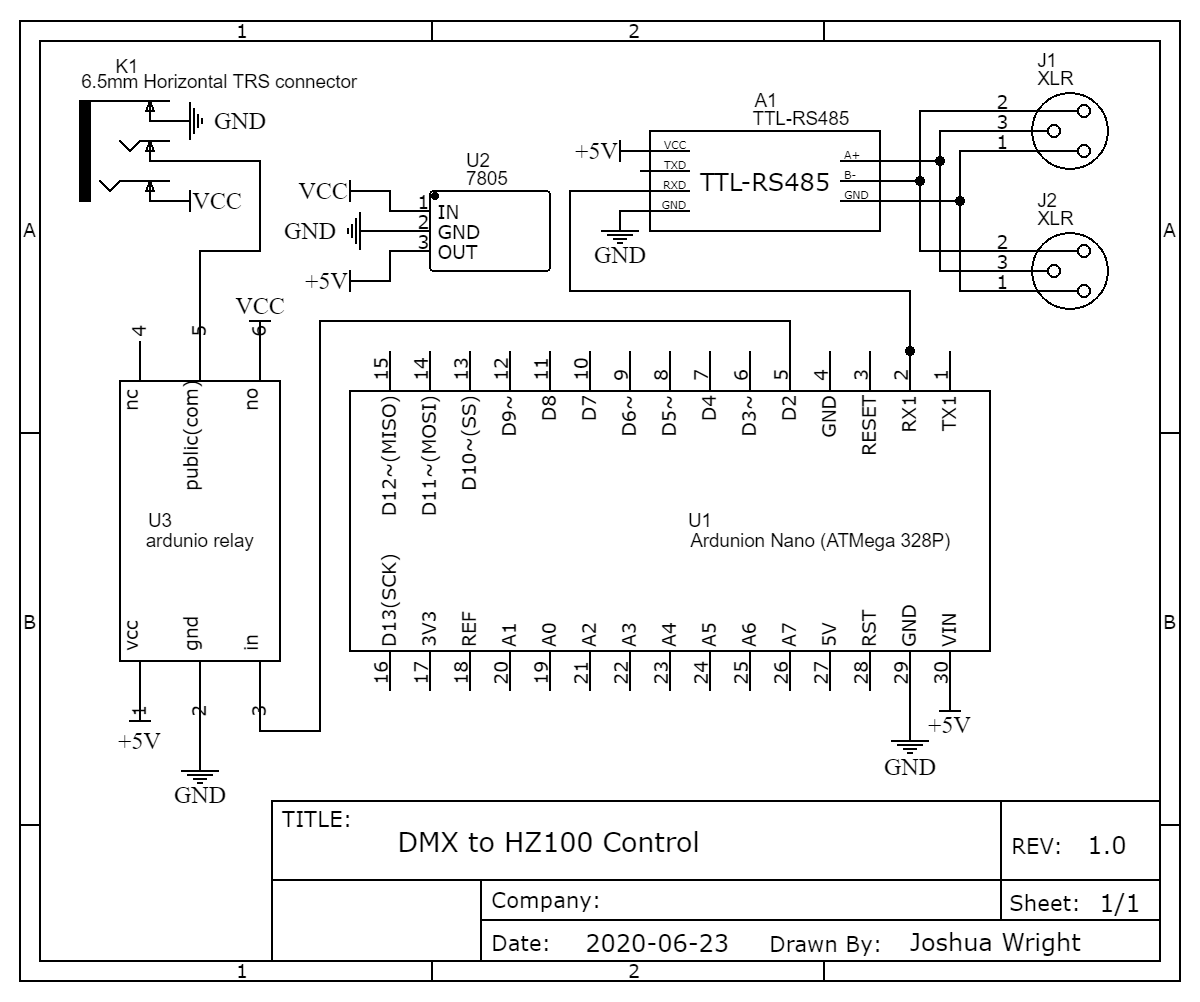 1 2
K1
6.5mm Horizontal TRS connector
GND
VCC
A1
TTL-RS485
+5V
VCC
TXD
RXD
GND
TTL-RS485
A+
B-
GND
GND
J1
XLR
2
3
1
J2
XLR
2
3
1
A A
U2
7805
VCC
GND
+5V
1 IN
2 GND
3 OUT
VCC
4 5 6
nc public(com) no
U3
ardunio relay
vcc gnd in
1 2 3
+5V
GND
15 14 13 12 11 10 9 8 7 6 5 4 3 2 1
D12~(MISO) D11~(MOSI) D10~(SS) D9~ D8 D7 D6~ D5~ D4 D3~ D2 GND RESET RX1 TX1
U1
Ardunion Nano (ATMega 328P)
D13(SCK) 3V3 REF A1 A0 A2 A3 A4 A5 A6 A7 5V RST GND VIN
16 17 18 20 19 21 22 23 24 25 26 27 28 29 30
+5V
GND
B B
TITLE:
DMX to HZ100 Control
REV: 1.0
Company:
Sheet: 1/1
Date: 2020-06-23 Drawn By: Joshua Wright
1 2